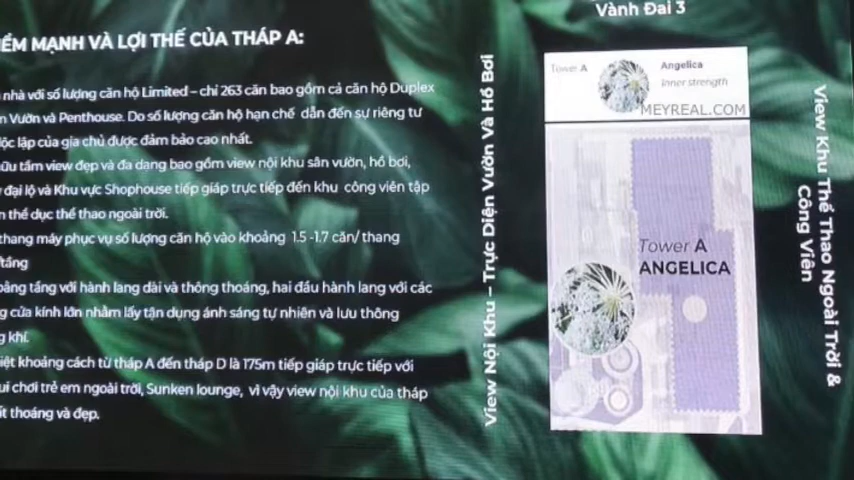 ỂM MẠNH VÀ LỢI THẾ CỦA THÁP A:
nhà với số lượng căn hộ Limited – chỉ 263 căn bao gồm cả căn hộ Duplex
n Vườn và Penthouse. Do số lượng căn hộ hạn chế dẫn đến sự riêng tư
ộc lập của gia chủ được đảm bảo cao nhất.
ữu tầm view đẹp và đa dạng bao gồm view nội khu sân vườn, hồ bơi,
đại lộ và Khu vực Shophouse tiếp giáp trực tiếp đến khu công viên tập
n thể dục thể thao ngoài trời.
thang máy phục vụ số lượng căn hộ vào khoảng 1.5 -1.7 căn/ thang
/tầng
bằng tầng với hành lang dài và thông thoáng, hai đầu hành lang với các
g cửa kính lớn nhằm lấy tận dụng ánh sáng tự nhiên và lưu thông
g khí.
iệt khoảng cách từ tháp A đến tháp D là 175m tiếp giáp trực tiếp với
ui chơi trẻ em ngoài trời, Sunken lounge, vì vậy view nội khu của tháp
ất thoáng và đẹp.
Vành Đai 3
View Nội Khu – Trực Diện Vườn Và Hồ Bơi
Tower A
Angelica
Inner strength
MEYREAL.COM
Tower A
ANGELICA
View Khu Thể Thao Ngoài Trời &
Công Viên